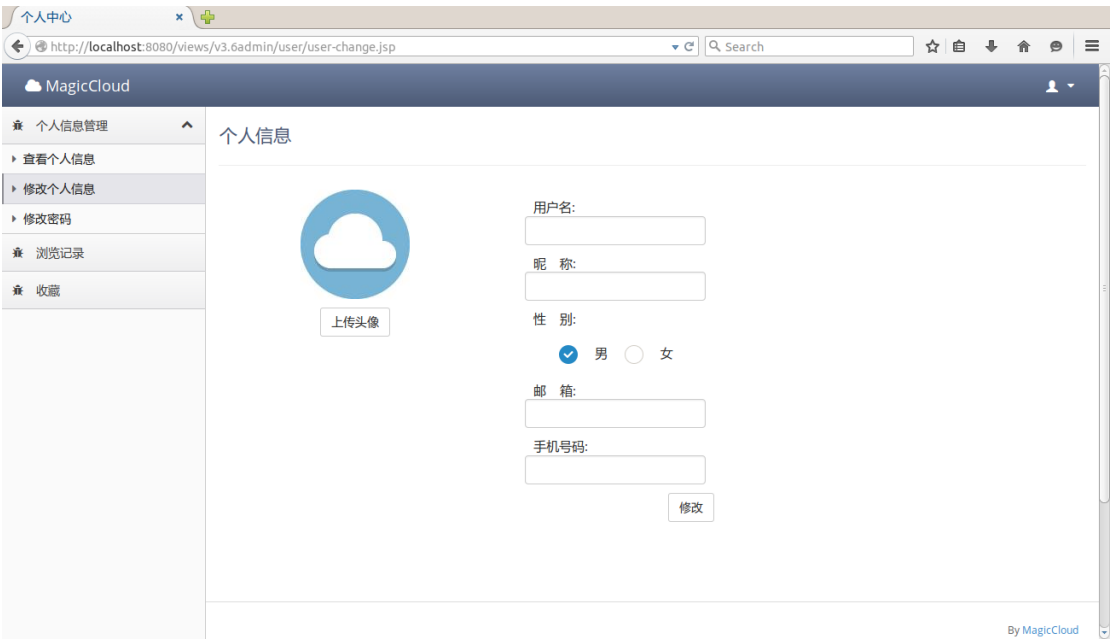 个人中心
http://localhost:8080/views/v3.6admin/user/user-change.jsp
Search
MagicCloud
个人信息管理
查看个人信息
修改个人信息
修改密码
浏览记录
收藏
个人信息
上传头像
用户名:
昵 称:
性 别:
男 女
邮 箱:
手机号码:
修改
By MagicCloud